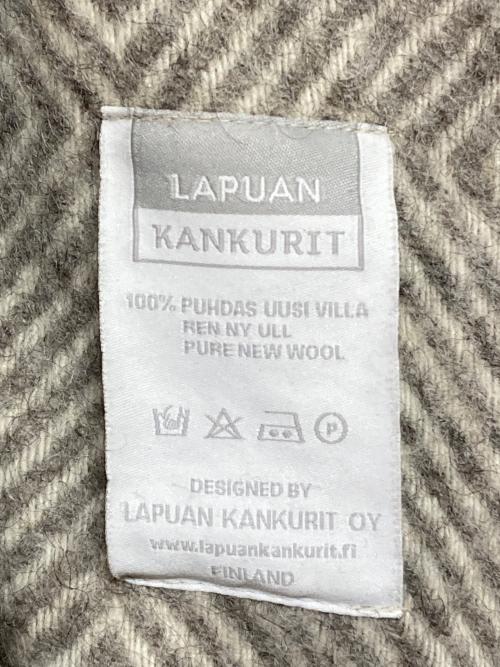 LAPUAN
KANKURIT
100% PUHDAS UUSI VILLA
REN NY ULL
PURE NEW WOOL
P
DESIGNED BY
LAPUAN KANKURIT OY
www.lapuankankurit.fi
FINLAND